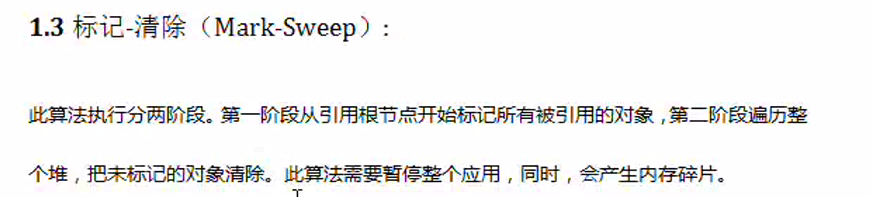 1.3 标记-清除（Mark-Sweep）:
此算法执行分两阶段。第一阶段从引用根节点开始标记所有被引用的对象，第二阶段遍历整
个堆，把未标记的对象清除。此算法需要暂停整个应用，同时，会产生内存碎片。